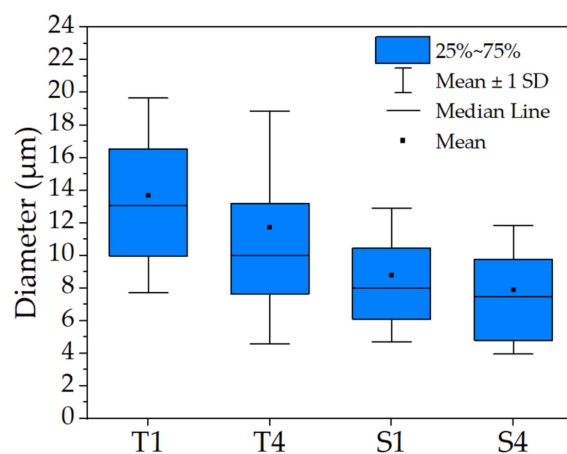 24
22
20
18
16
14
12
10
8
6
4
2
0
Diameter (μm)
25%~75%
Mean ± 1 SD
Median Line
Mean
T1 T4 S1 S4